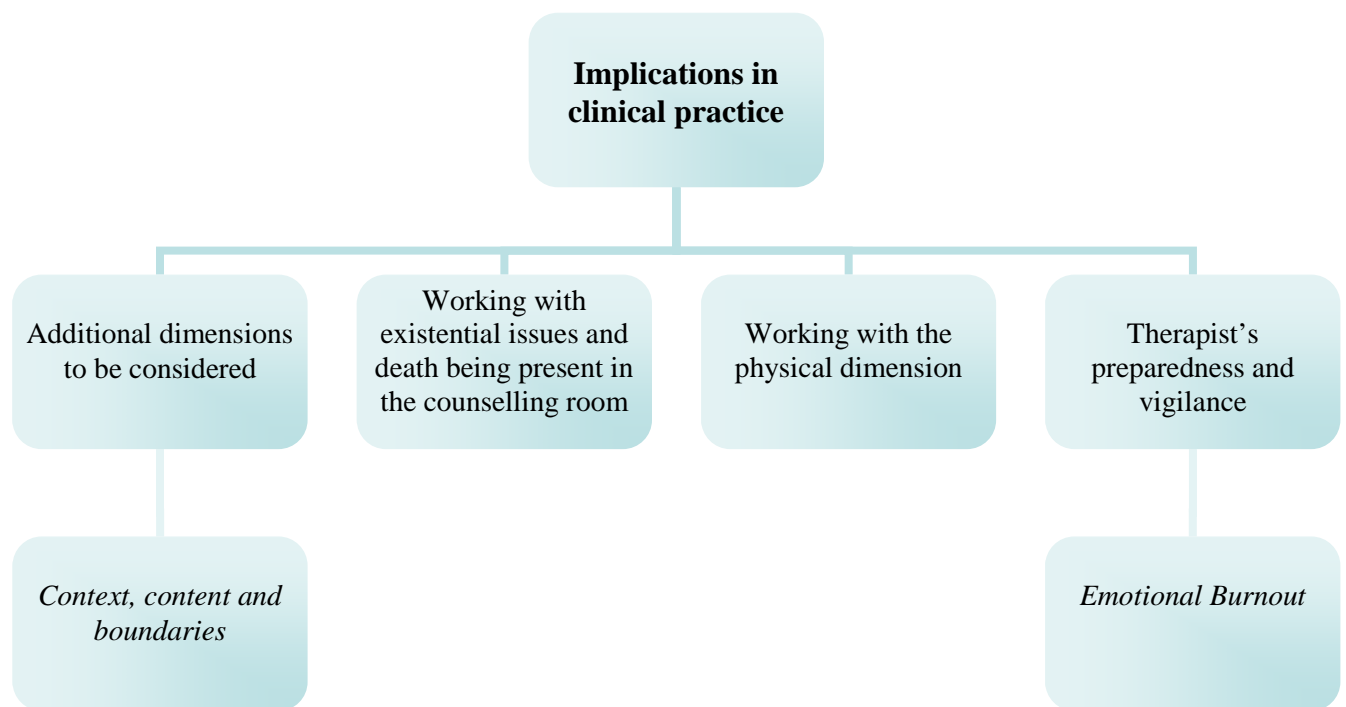 Implications in
clinical practice
Additional dimensions
to be considered
Working with
existential issues and
death being present in
the counselling room
Working with the
physical dimension
Therapist’s
preparedness and
vigilance
Context, content and
boundaries
Emotional Burnout